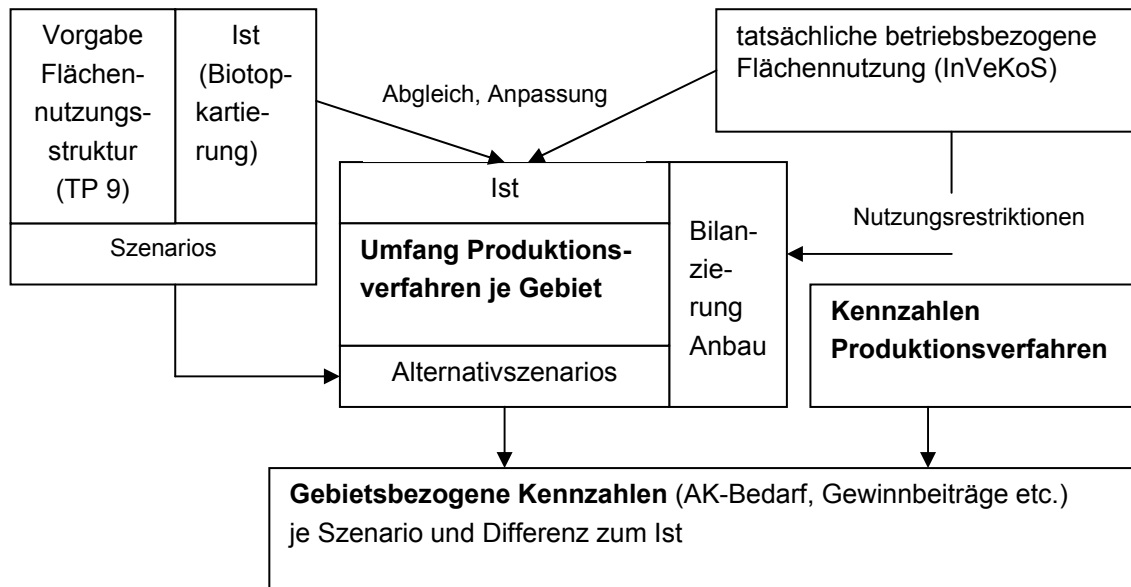 Vorgabe
Flächen-
nutzungs-
struktur
(TP 9)
Ist
(Biotop-
kartie-
rung)
Szenarios
Abgleich, Anpassung
tatsächliche betriebsbezogene
Flächennutzung (InVeKoS)
Nutzungsrestriktionen
Ist
Umfang Produktions-
verfahren je Gebiet
Alternativszenarios
Bilan-
zie-
rung
Anbau
Kennzahlen
Produktionsverfahren
Gebietsbezogene Kennzahlen (AK-Bedarf, Gewinnbeiträge etc.)
je Szenario und Differenz zum Ist